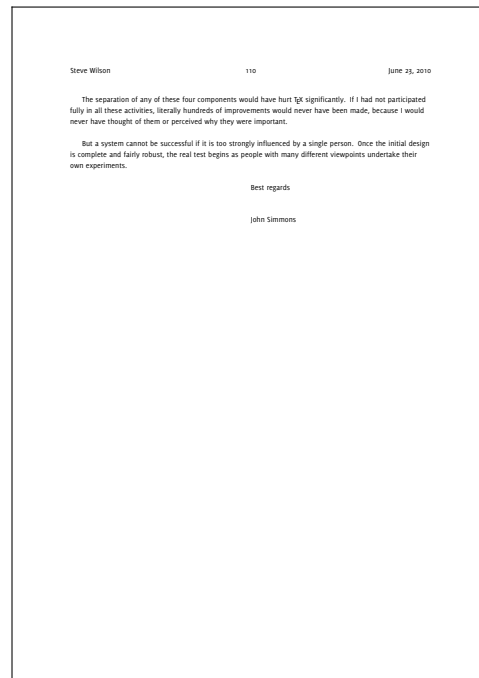 Steve Wilson 110 June 23, 2010
The separation of any of these four components would have hurt TEX significantly. If I had not participated
fully in all these activities, literally hundreds of improvements would never have been made, because I would
never have thought of them or perceived why they were important.
But a system cannot be successful if it is too strongly influenced by a single person. Once the initial design
is complete and fairly robust, the real test begins as people with many different viewpoints undertake their
own experiments.
Best regards
John Simmons